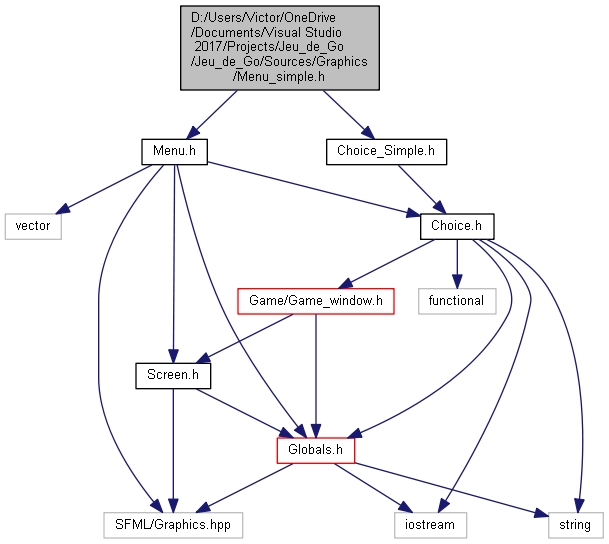 D:/Users/Victor/OneDrive
/Documents/Visual Studio
2017/Projects/Jeu_de_Go
/Jeu_de_Go/Sources/Graphics
/Menu_simple.h
Menu.h
Choice_Simple.h
vector
Choice.h
Game/Game_window.h
functional
Screen.h
Globals.h
SFML/Graphics.hpp
iostream
string